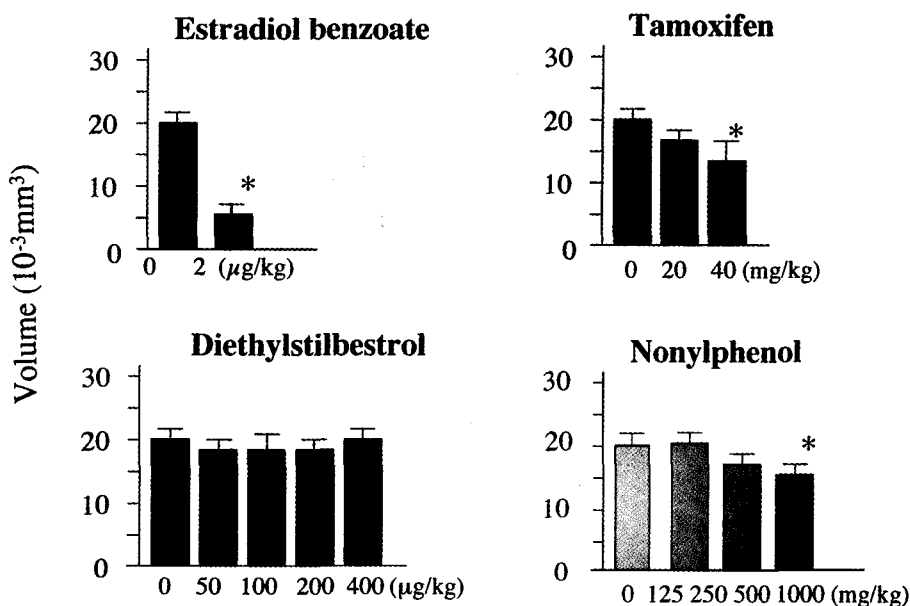 Volume (10⁻³mm³)
Estradiol benzoate
30
20
10
0
*
0 2 (µg/kg)
Tamoxifen
30
20
10
0
*
0 20 40 (mg/kg)
Diethylstilbestrol
30
20
10
0
0 50 100 200 400 (µg/kg)
Nonylphenol
30
20
10
0
*
0 125 250 500 1000 (mg/kg)